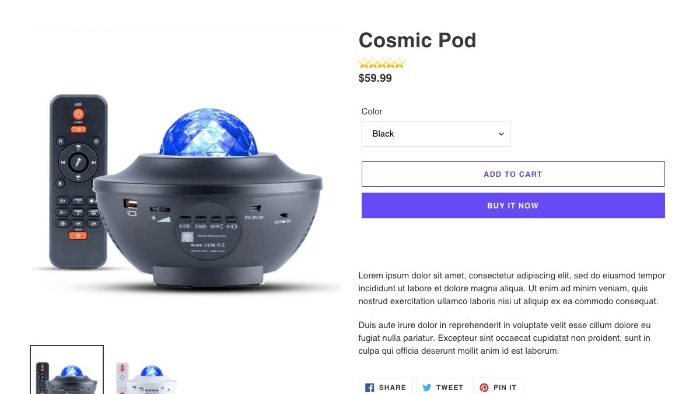 Cosmic Pod
$59.99
Color
Black
ADD TO CART
BUY IT NOW
Lorem ipsum dolor sit amet, consectetur adipiscing elit, sed do eiusmod tempor
incididunt ut labore et dolore magna aliqua. Ut enim ad minim veniam, quis
nostrud exercitation ullamco laboris nisi ut aliquip ex ea commodo consequat.
Duis aute irure dolor in reprehenderit in voluptate velit esse cillum dolore eu
fugiat nulla pariatur. Excepteur sint occaecat cupidatat non proident, sunt in
culpa qui officia deserunt mollit anim id est laborum.
SHARE
TWEET
PIN IT
LED
DC-5V 2A